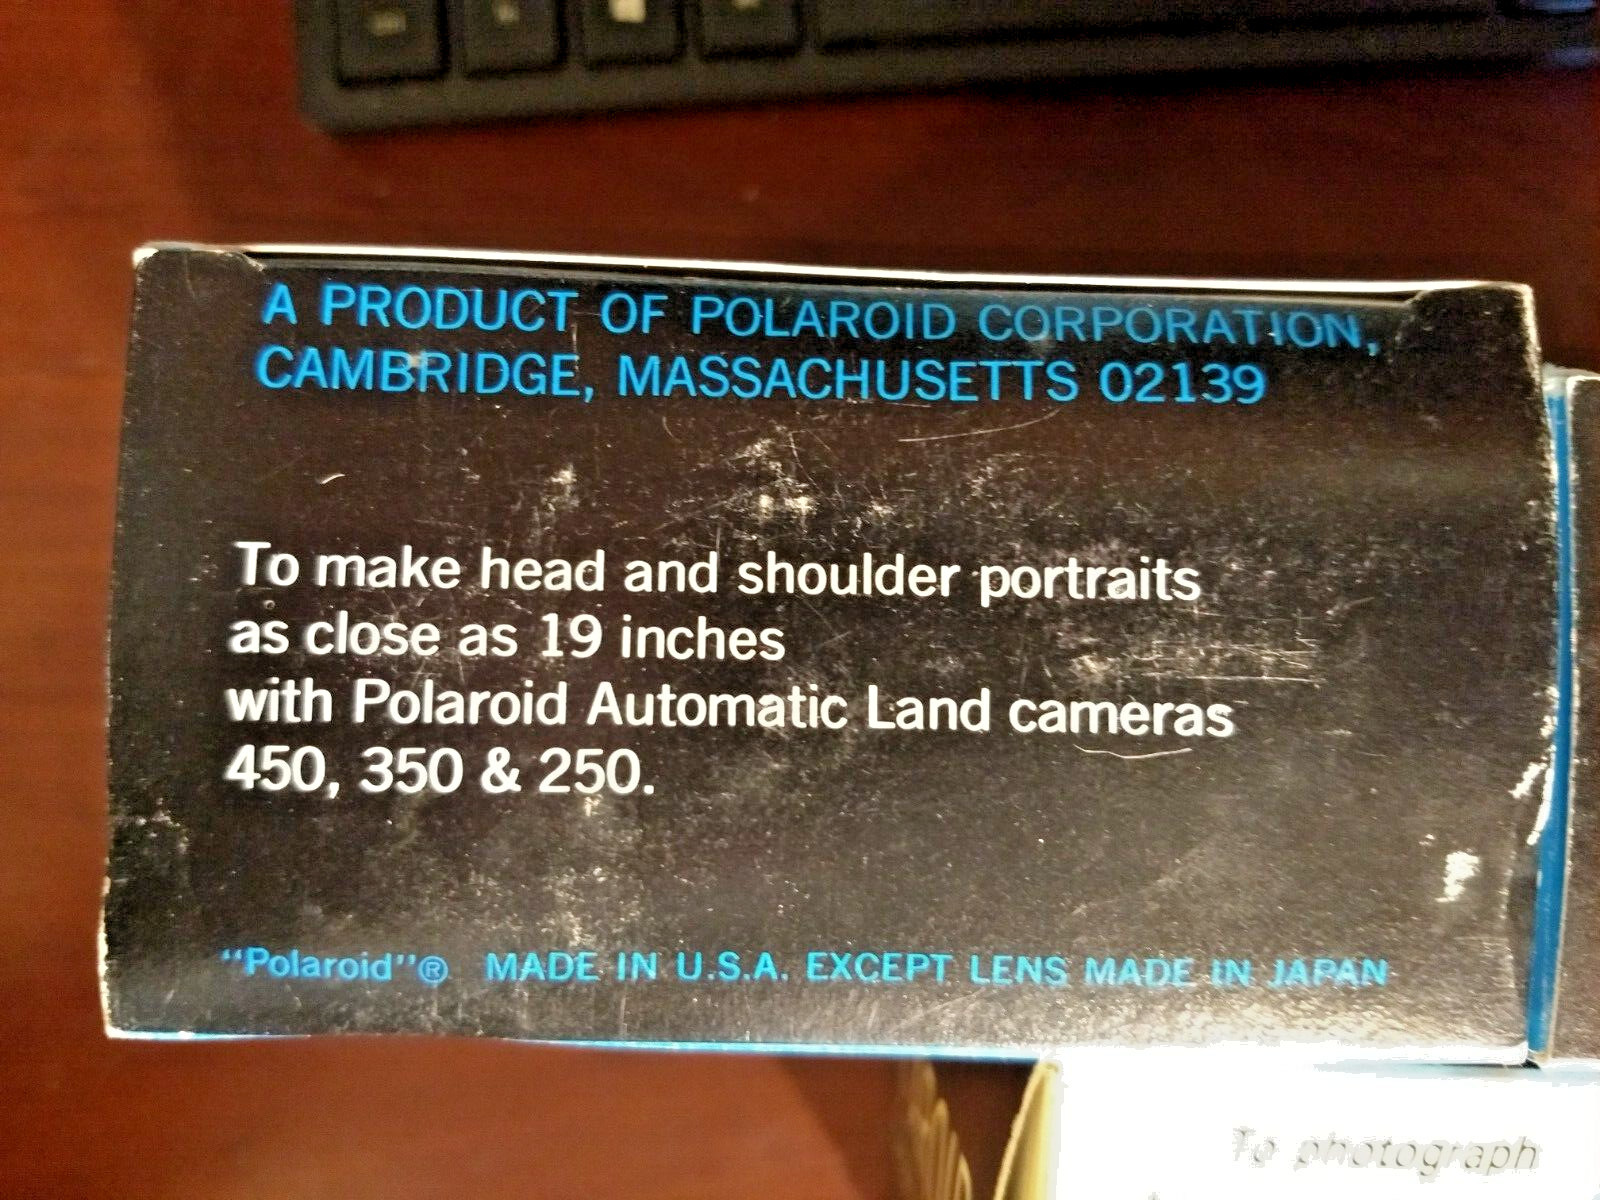 A PRODUCT OF POLAROID CORPORATION,
CAMBRIDGE, MASSACHUSETTS 02139
To make head and shoulder portraits
as close as 19 inches
with Polaroid Automatic Land cameras
450, 350 & 250.
“Polaroid”® MADE IN U.S.A. EXCEPT LENS MADE IN JAPAN
To photograph